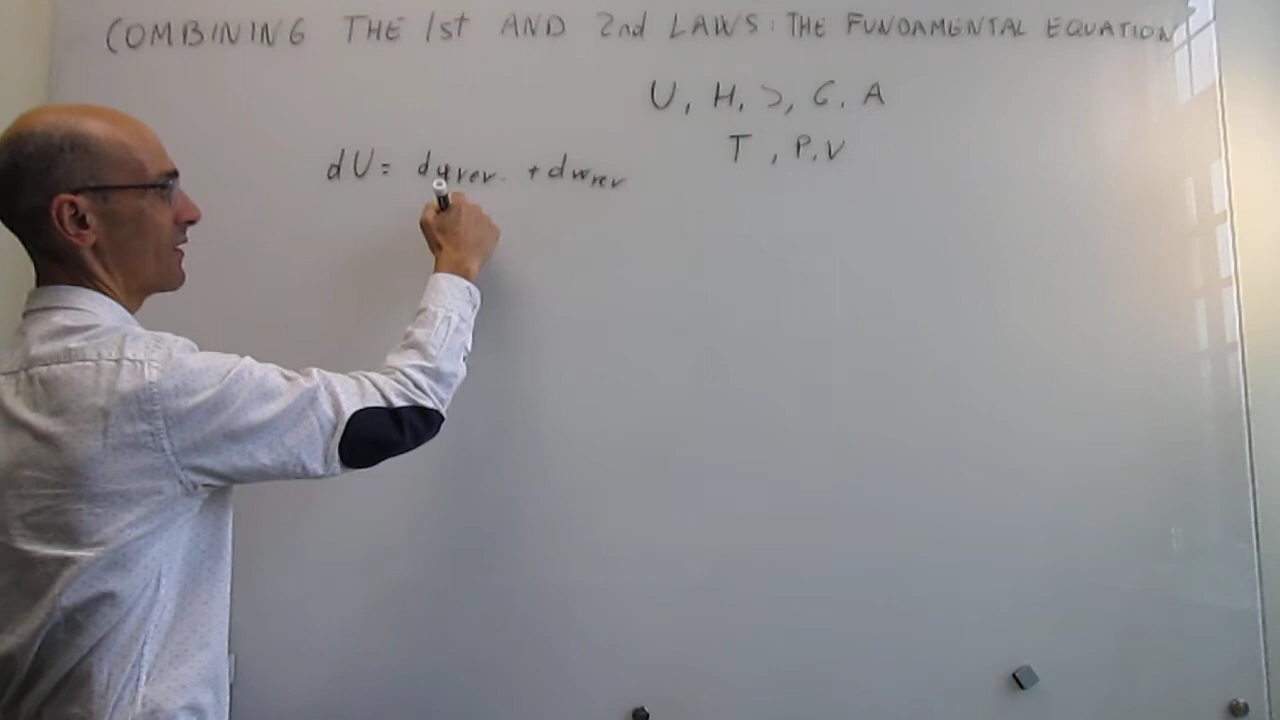 COMBINING THE 1st AND 2nd LAWS: THE FUNDAMENTAL EQUATION
U, H, S, G, A
T, P, V
dU = dqrev. + dwrev